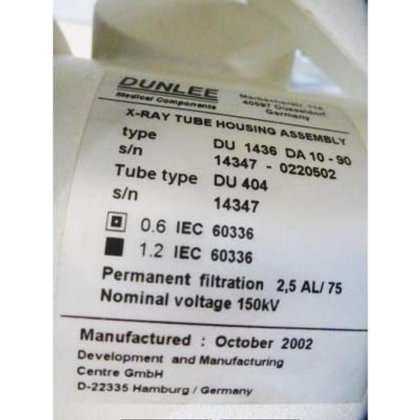 DUNLEE
Medical Components
40597 Duesseldorf
Germany
X-RAY TUBE HOUSING ASSEMBLY
type DU 1436 DA 10 - 90
s/n 14347 - 0220502
Tube type DU 404
s/n 14347
0.6 IEC 60336
1.2 IEC 60336
Permanent filtration 2,5 AL/ 75
Nominal voltage 150kV
Manufactured : October 2002
Development and Manufacturing
Centre GmbH
D-22335 Hamburg / Germany